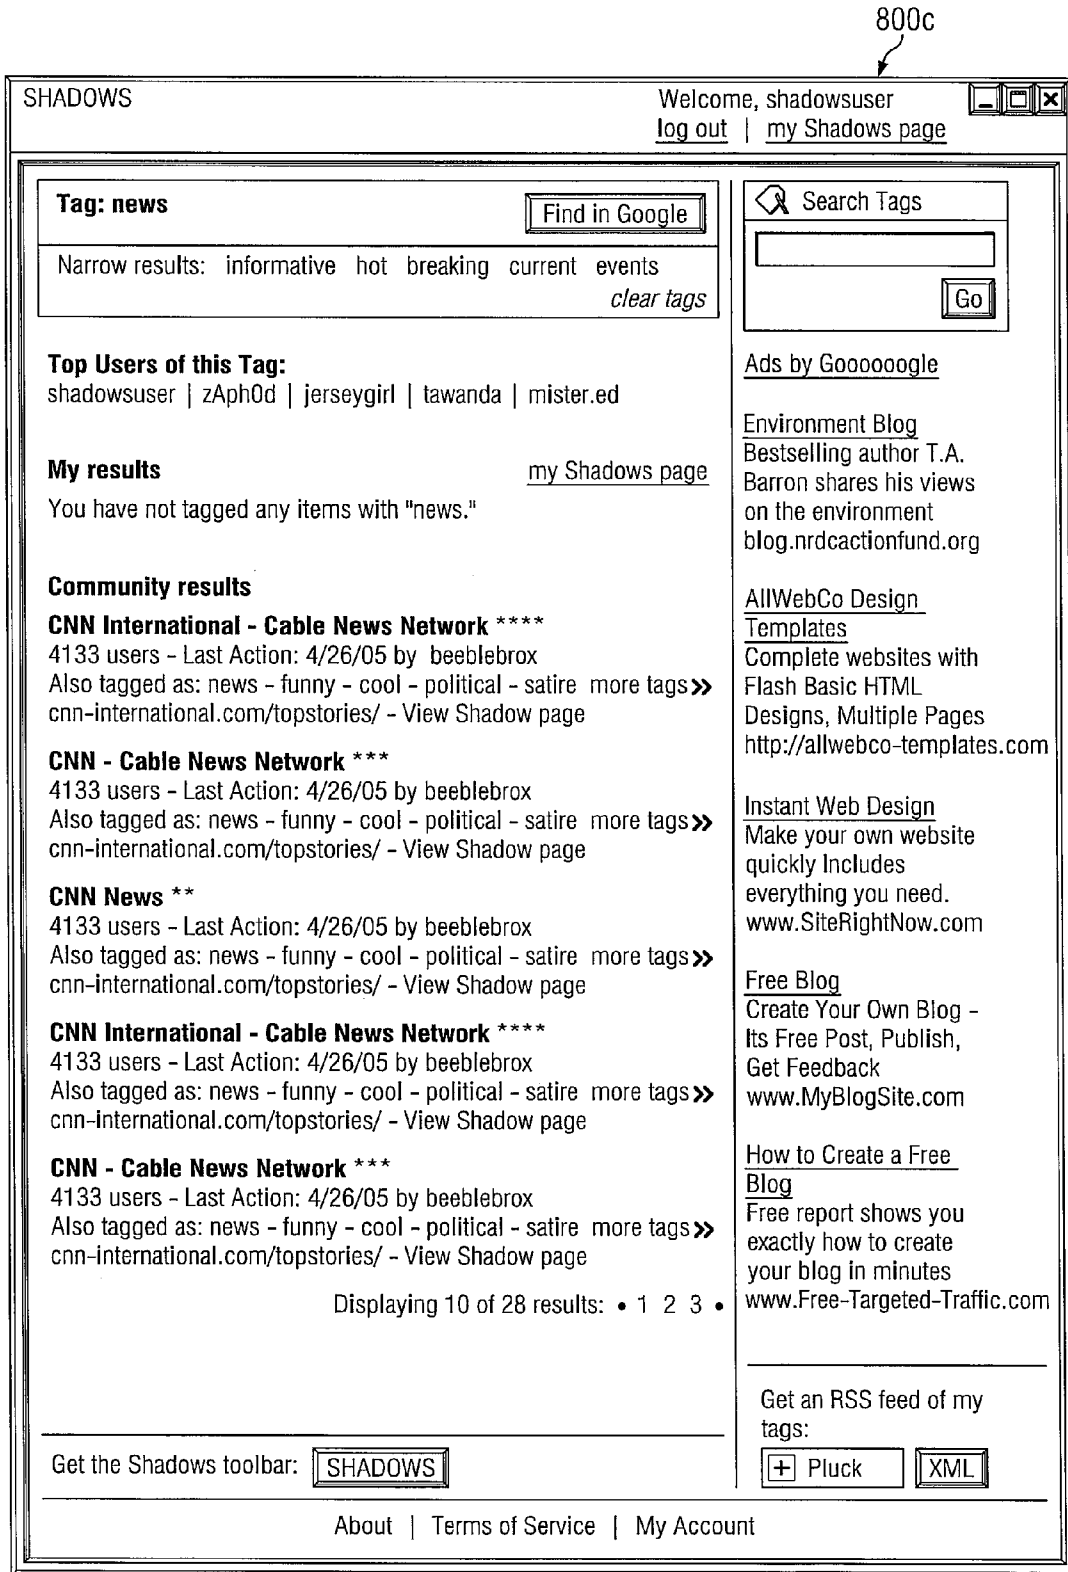 800c
SHADOWS
Welcome, shadowsuser
log out | my Shadows page
Tag: news
Find in Google
Narrow results: informative hot breaking current events
clear tags
Top Users of this Tag:
shadowsuser | zAph0d | jerseygirl | tawanda | mister.ed
My results
my Shadows page
You have not tagged any items with "news."
Community results
CNN International - Cable News Network ****
4133 users - Last Action: 4/26/05 by beeblebrox
Also tagged as: news - funny - cool - political - satire more tags»
cnn-international.com/topstories/ - View Shadow page
CNN - Cable News Network ***
4133 users - Last Action: 4/26/05 by beeblebrox
Also tagged as: news - funny - cool - political - satire more tags»
cnn-international.com/topstories/ - View Shadow page
CNN News **
4133 users - Last Action: 4/26/05 by beeblebrox
Also tagged as: news - funny - cool - political - satire more tags»
cnn-international.com/topstories/ - View Shadow page
CNN International - Cable News Network ****
4133 users - Last Action: 4/26/05 by beeblebrox
Also tagged as: news - funny - cool - political - satire more tags»
cnn-international.com/topstories/ - View Shadow page
CNN - Cable News Network ***
4133 users - Last Action: 4/26/05 by beeblebrox
Also tagged as: news - funny - cool - political - satire more tags»
cnn-international.com/topstories/ - View Shadow page
Displaying 10 of 28 results: • 1 2 3 •
Search Tags
Go
Ads by Goooooogle
Environment Blog
Bestselling author T.A.
Barron shares his views
on the environment
blog.nrdcactionfund.org
AllWebCo Design
Templates
Complete websites with
Flash Basic HTML
Designs, Multiple Pages
http://allwebco-templates.com
Instant Web Design
Make your own website
quickly Includes
everything you need.
www.SiteRightNow.com
Free Blog
Create Your Own Blog -
Its Free Post, Publish,
Get Feedback
www.MyBlogSite.com
How to Create a Free
Blog
Free report shows you
exactly how to create
your blog in minutes
www.Free-Targeted-Traffic.com
Get an RSS feed of my
tags:
+ Pluck
XML
Get the Shadows toolbar: SHADOWS
About | Terms of Service | My Account